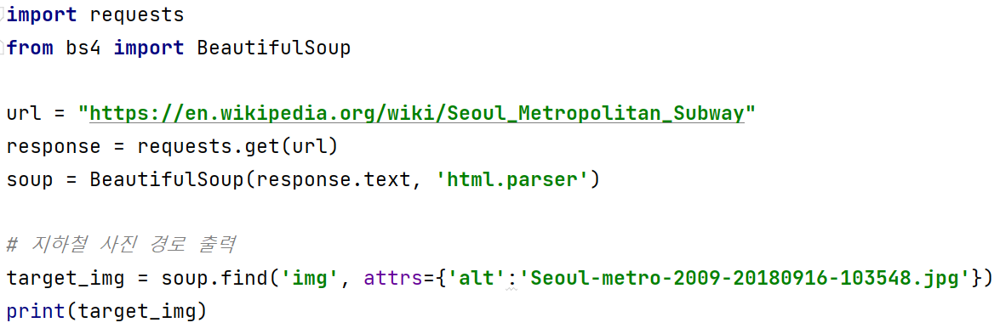 import requests
from bs4 import BeautifulSoup
url = "https://en.wikipedia.org/wiki/Seoul_Metropolitan_Subway"
response = requests.get(url)
soup = BeautifulSoup(response.text, 'html.parser')
# 지하철 사진 경로 출력
target_img = soup.find('img', attrs={'alt':'Seoul-metro-2009-20180916-103548.jpg'})
print(target_img)